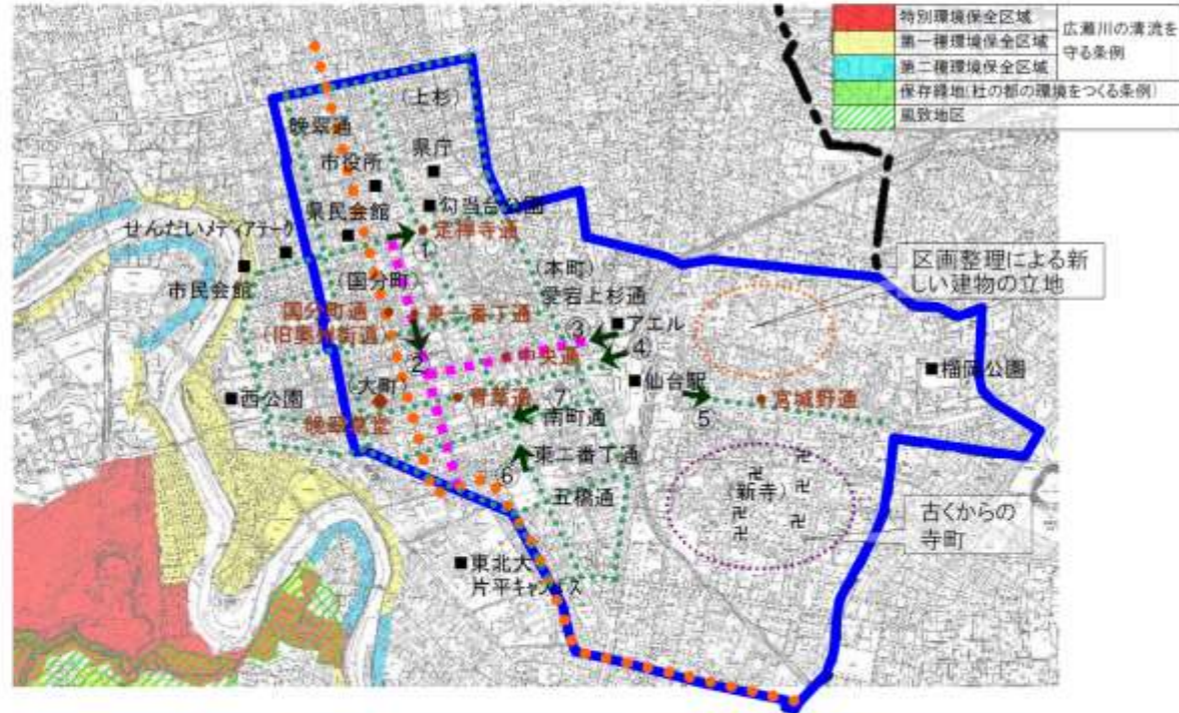 特別環境保全区域
第一種環境保全区域
第二種環境保全区域
広瀬川の清流を
守る条例
保存緑地(杜の都の環境をつくる条例)
風致地区
(上杉)
晩翠通
県庁
市役所
勾当台公園
県民会館
定禅寺通
せんだいメディアテーク
1
市民会館
(国分町)
(本町)
愛宕上杉通
区画整理による新
しい建物の立地
国分町通
(旧奥州街道)
東一番丁通
アエル
③
④
2
中央通
仙台駅
榴岡公園
(大町)
西公園
青葉通
7
宮城野通
5
晩翠草堂
南町通
東二番丁通
6
五橋通
(新寺)
卍
卍
卍
卍
卍
卍
古くからの
寺町
東北大
片平キャンパス